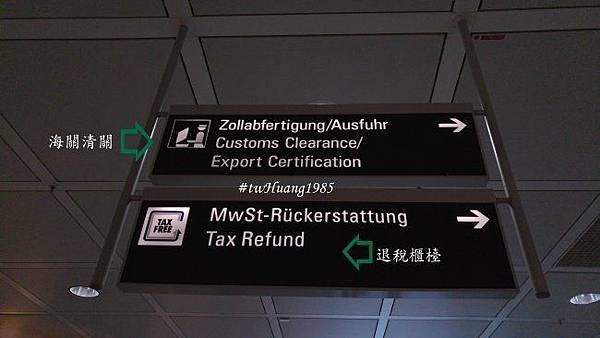 海關清關
Zollabfertigung/Ausfuhr
Customs Clearance/
Export Certification
#twHuang1985
TAX
FREE
MwSt-Rückerstattung
Tax Refund
退稅櫃檯